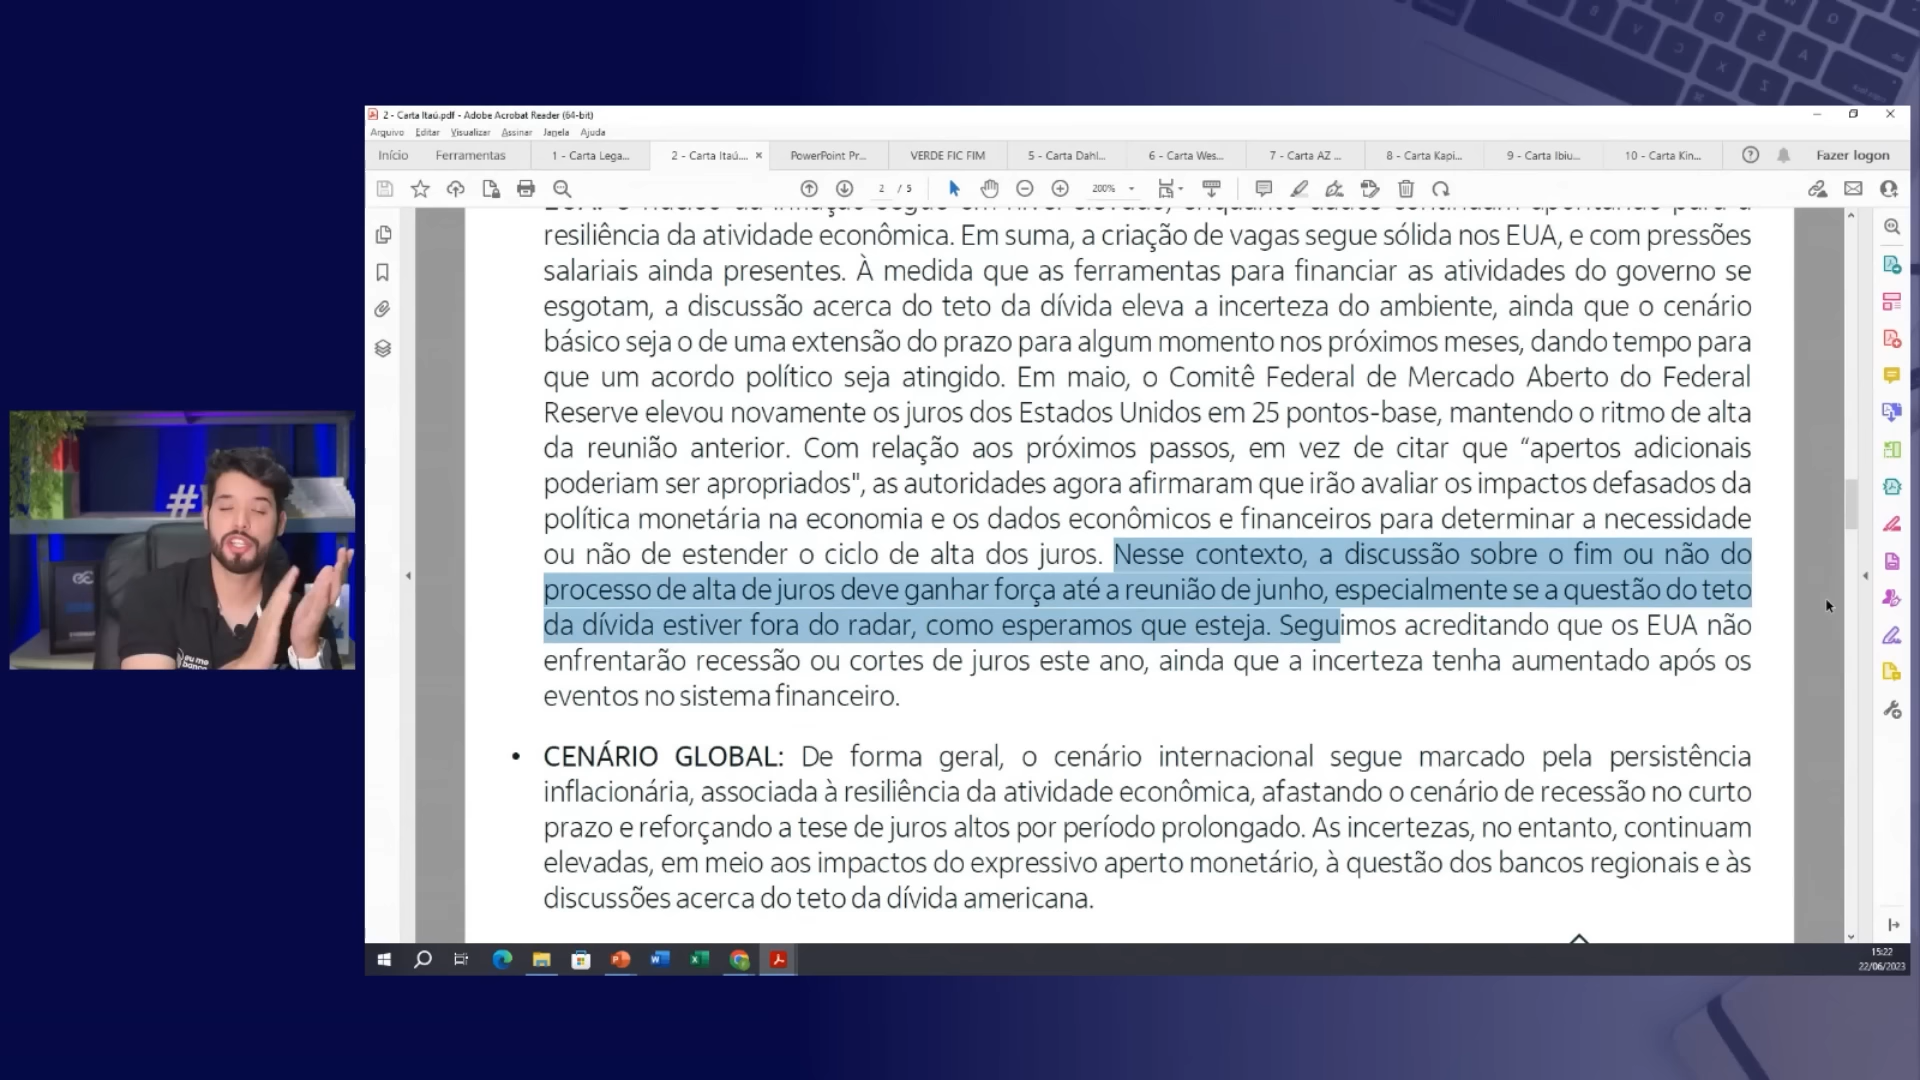 2 - Carta Itaú.pdf - Adobe Acrobat Reader (64-bit)
Arquivo Editar Visualizar Assinar Janela Ajuda
Início Ferramentas 1 - Carta Lega... 2 - Carta Itaú.... × PowerPoint Pr... VERDE FIC FIM 5 - Carta Dahl... 6 - Carta Wes... 7 - Carta AZ ... 8 - Carta Kapi... 9 - Carta Ibiu... 10 - Carta Kin... Fazer logon
2 / 5 200%
resiliência da atividade econômica. Em suma, a criação de vagas segue sólida nos EUA, e com pressões
salariais ainda presentes. À medida que as ferramentas para financiar as atividades do governo se
esgotam, a discussão acerca do teto da dívida eleva a incerteza do ambiente, ainda que o cenário
básico seja o de uma extensão do prazo para algum momento nos próximos meses, dando tempo para
que um acordo político seja atingido. Em maio, o Comitê Federal de Mercado Aberto do Federal
Reserve elevou novamente os juros dos Estados Unidos em 25 pontos-base, mantendo o ritmo de alta
da reunião anterior. Com relação aos próximos passos, em vez de citar que “apertos adicionais
poderiam ser apropriados", as autoridades agora afirmaram que irão avaliar os impactos defasados da
política monetária na economia e os dados econômicos e financeiros para determinar a necessidade
ou não de estender o ciclo de alta dos juros. Nesse contexto, a discussão sobre o fim ou não do
processo de alta de juros deve ganhar força até a reunião de junho, especialmente se a questão do teto
da dívida estiver fora do radar, como esperamos que esteja. Seguimos acreditando que os EUA não
enfrentarão recessão ou cortes de juros este ano, ainda que a incerteza tenha aumentado após os
eventos no sistema financeiro.
• CENÁRIO GLOBAL: De forma geral, o cenário internacional segue marcado pela persistência
inflacionária, associada à resiliência da atividade econômica, afastando o cenário de recessão no curto
prazo e reforçando a tese de juros altos por período prolongado. As incertezas, no entanto, continuam
elevadas, em meio aos impactos do expressivo aperto monetário, à questão dos bancos regionais e às
discussões acerca do teto da dívida americana.
15:22
22/06/2023